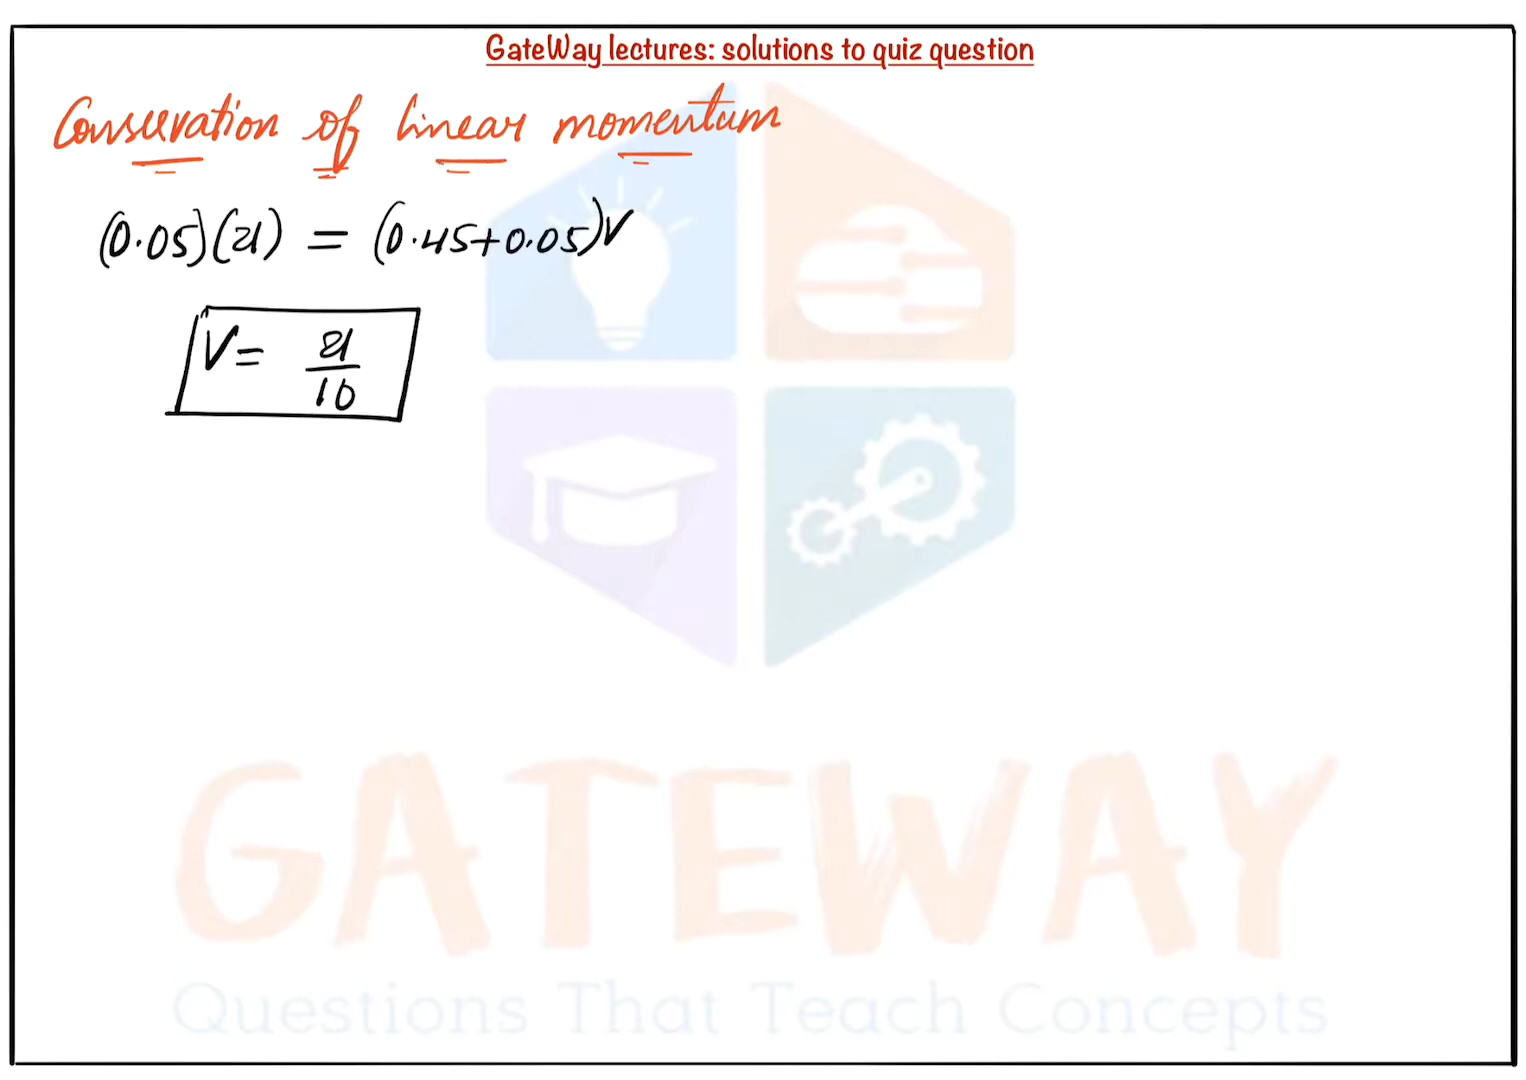 GateWay lectures: solutions to quiz question
Conservation of linear momentum
(0.05)(21) = (0.45+0.05)V
V = 21/10
GATEWAY
Questions That Teach Concepts